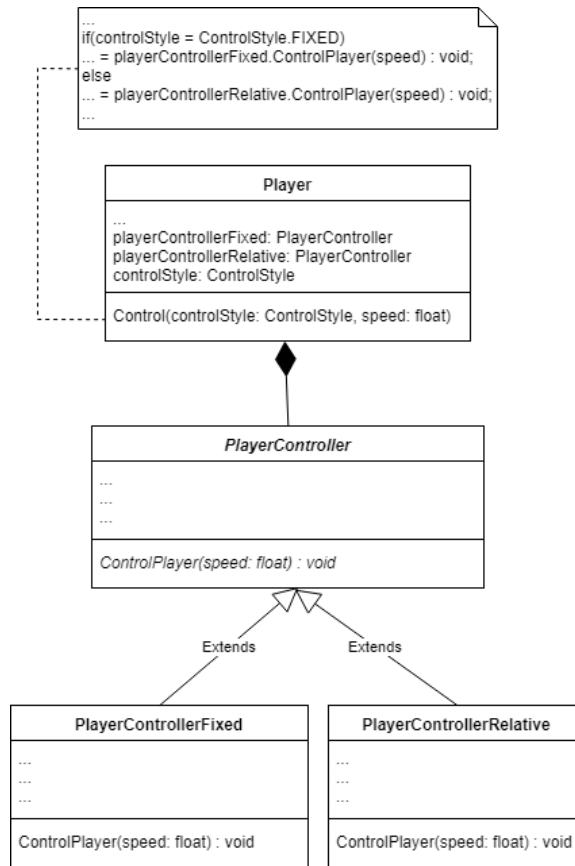 ...
if(controlStyle = ControlStyle.FIXED)
... = playerControllerFixed.ControlPlayer(speed) : void;
else
... = playerControllerRelative.ControlPlayer(speed) : void;
...
Player
...
playerControllerFixed: PlayerController
playerControllerRelative: PlayerController
controlStyle: ControlStyle
Control(controlStyle: ControlStyle, speed: float)
PlayerController
...
...
...
ControlPlayer(speed: float) : void
Extends
Extends
PlayerControllerFixed
...
...
...
ControlPlayer(speed: float) : void
PlayerControllerRelative
...
...
...
ControlPlayer(speed: float) : void